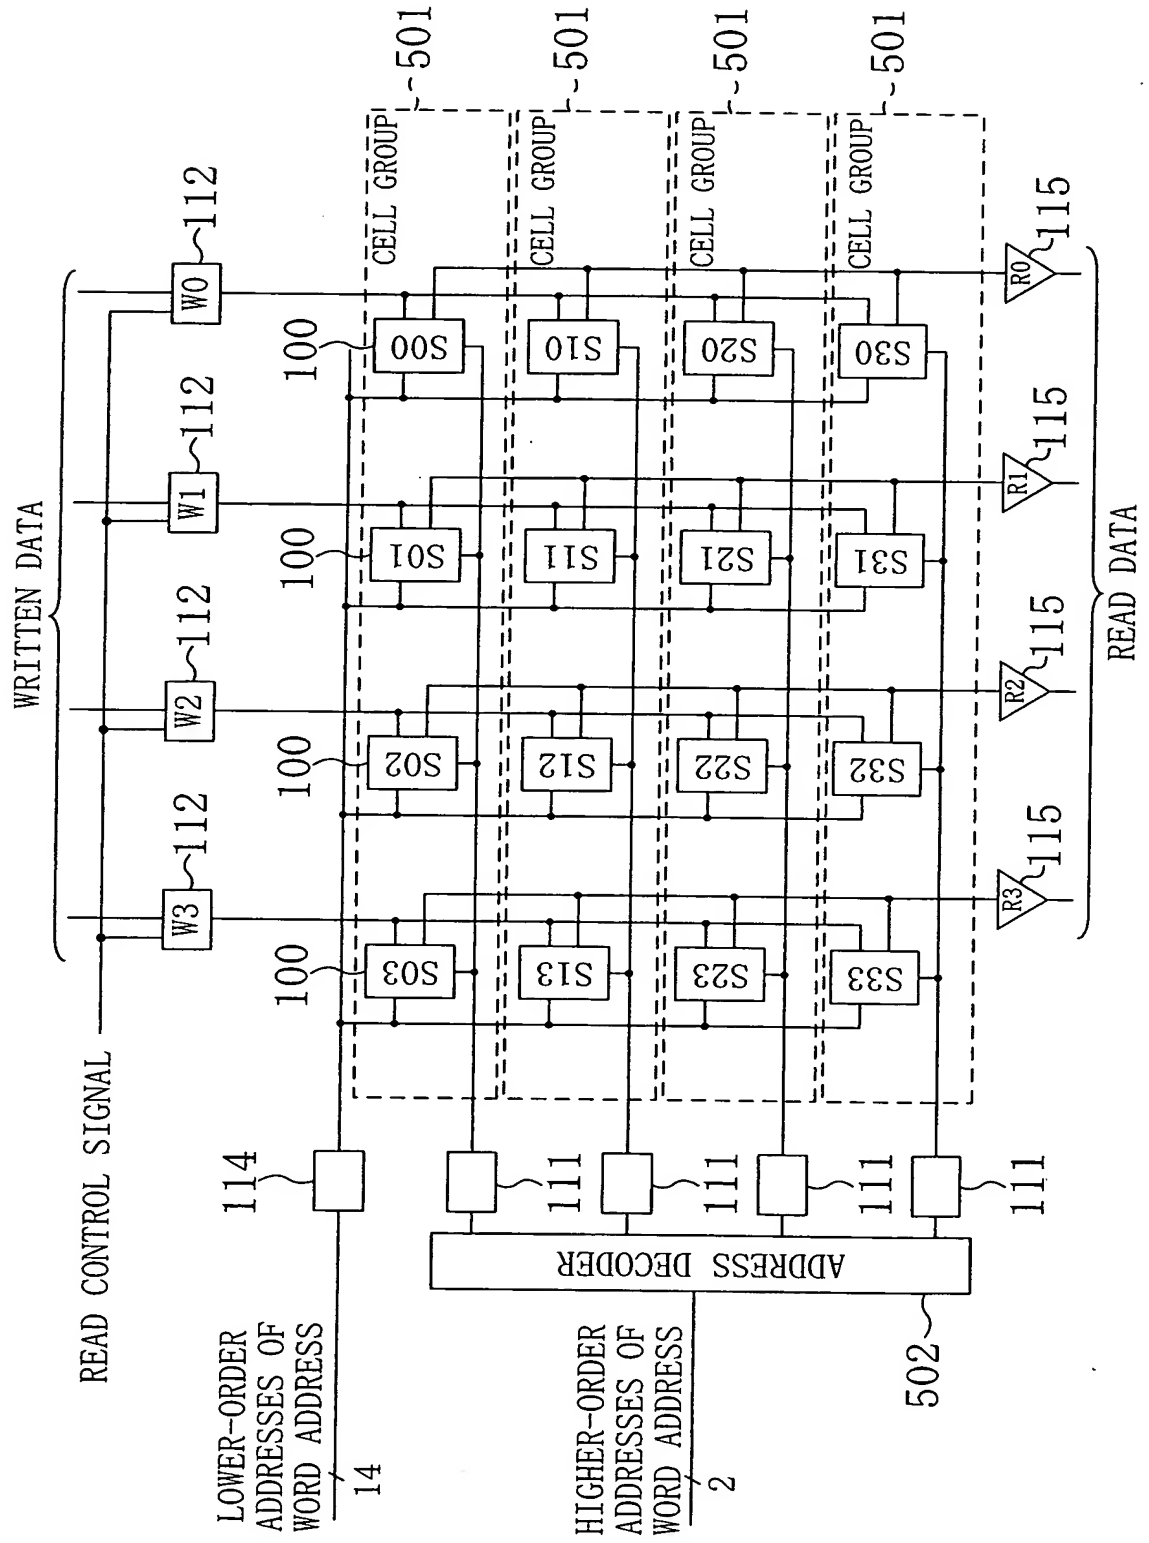 WRITTEN DATA
READ CONTROL SIGNAL
W3
112
W2
112
W1
112
W0
112
LOWER-ORDER
ADDRESSES OF
WORD ADDRESS
14
114
100
100
100
100
CELL GROUP
501
S03
S02
S01
S00
CELL GROUP
501
S13
S12
S11
S10
CELL GROUP
501
S23
S22
S21
S20
CELL GROUP
501
S33
S32
S31
S30
HIGHER-ORDER
ADDRESSES OF
WORD ADDRESS
2
ADDRESS DECODER
502
111
111
111
111
R3
115
R2
115
R1
115
R0
115
READ DATA